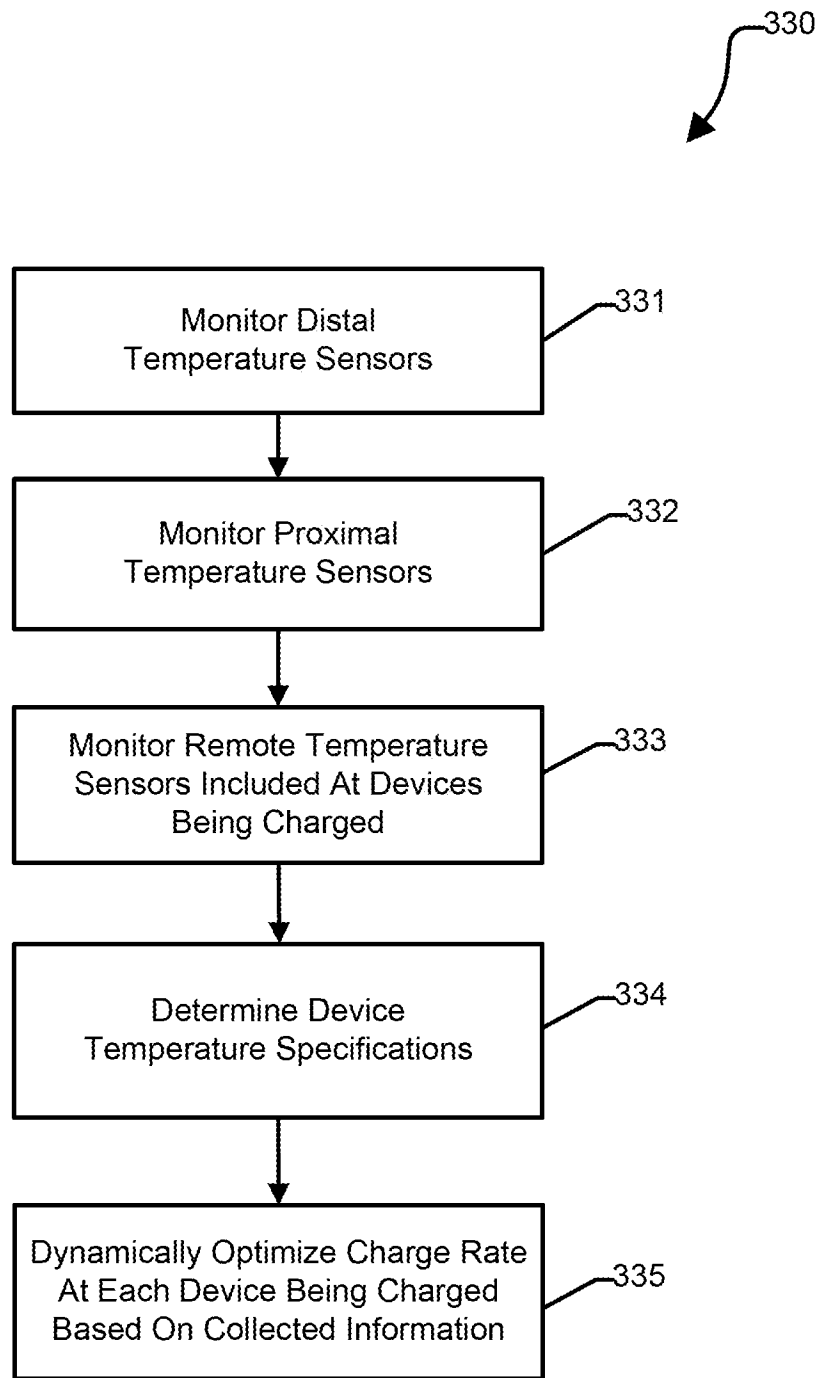 330
Monitor Distal
Temperature Sensors
331
Monitor Proximal
Temperature Sensors
332
Monitor Remote Temperature
Sensors Included At Devices
Being Charged
333
Determine Device
Temperature Specifications
334
Dynamically Optimize Charge Rate
At Each Device Being Charged
Based On Collected Information
335